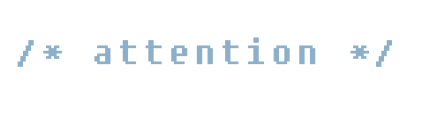 /* attention */